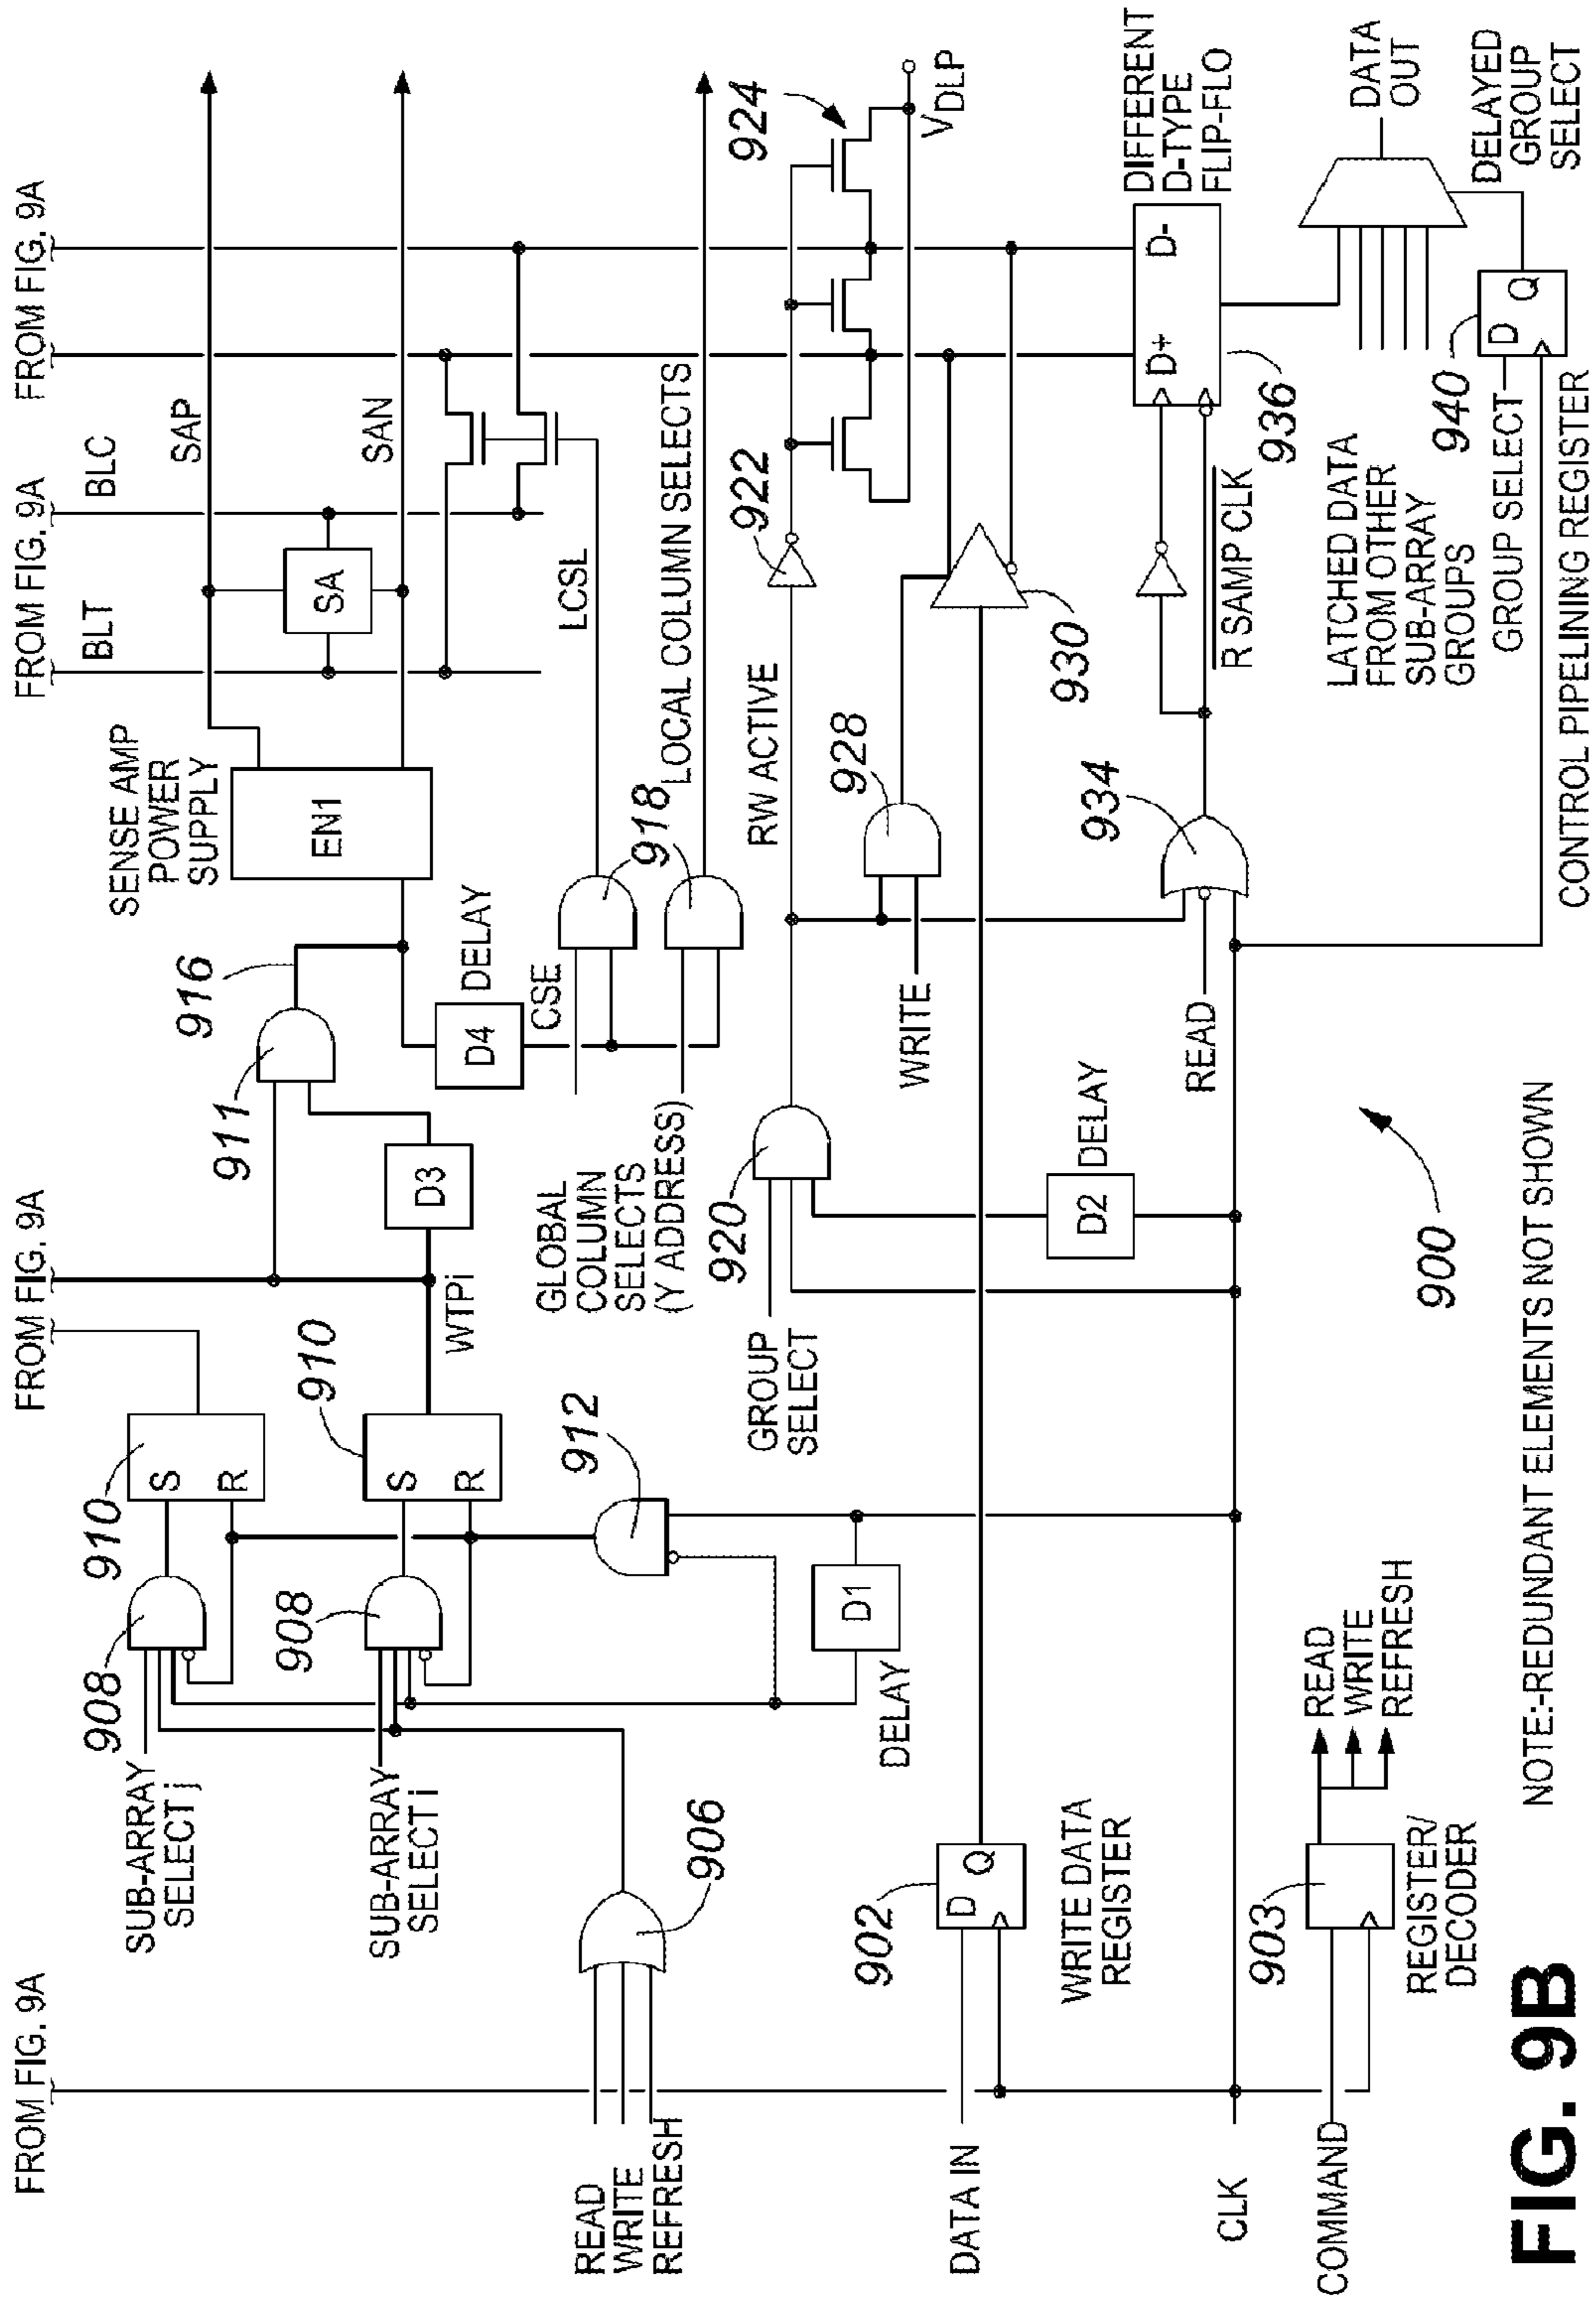 FROM FIG. 9A
FROM FIG. 9A
FROM FIG. 9A
FROM FIG. 9A
FROM FIG. 9A
BLT
BLC
SAP
SAN
SA
SENSE AMP
POWER
SUPPLY
EN1
916
911
D3
WTPi
D4
DELAY
CSE
LCSL
918
LOCAL COLUMN SELECTS
GLOBAL
COLUMN
SELECTS
(Y ADDRESS)
910
S
R
910
S
R
908
908
912
SUB-ARRAY
SELECT j
SUB-ARRAY
SELECT i
D1
DELAY
906
READ
WRITE
REFRESH
GROUP
SELECT
920
RW ACTIVE
922
924
VDLP
928
WRITE
930
D2
DELAY
READ
934
R SAMP CLK
DIFFERENT
D-TYPE
FLIP-FLO
D+
D-
936
DATA
OUT
LATCHED DATA
FROM OTHER
SUB-ARRAY
GROUPS
DELAYED
GROUP
SELECT
GROUP SELECT
D
Q
940
CONTROL PIPELINING REGISTER
DATA IN
902
D
Q
WRITE DATA
REGISTER
CLK
COMMAND
903
REGISTER/
DECODER
READ
WRITE
REFRESH
900
NOTE:-REDUNDANT ELEMENTS NOT SHOWN
FIG. 9B